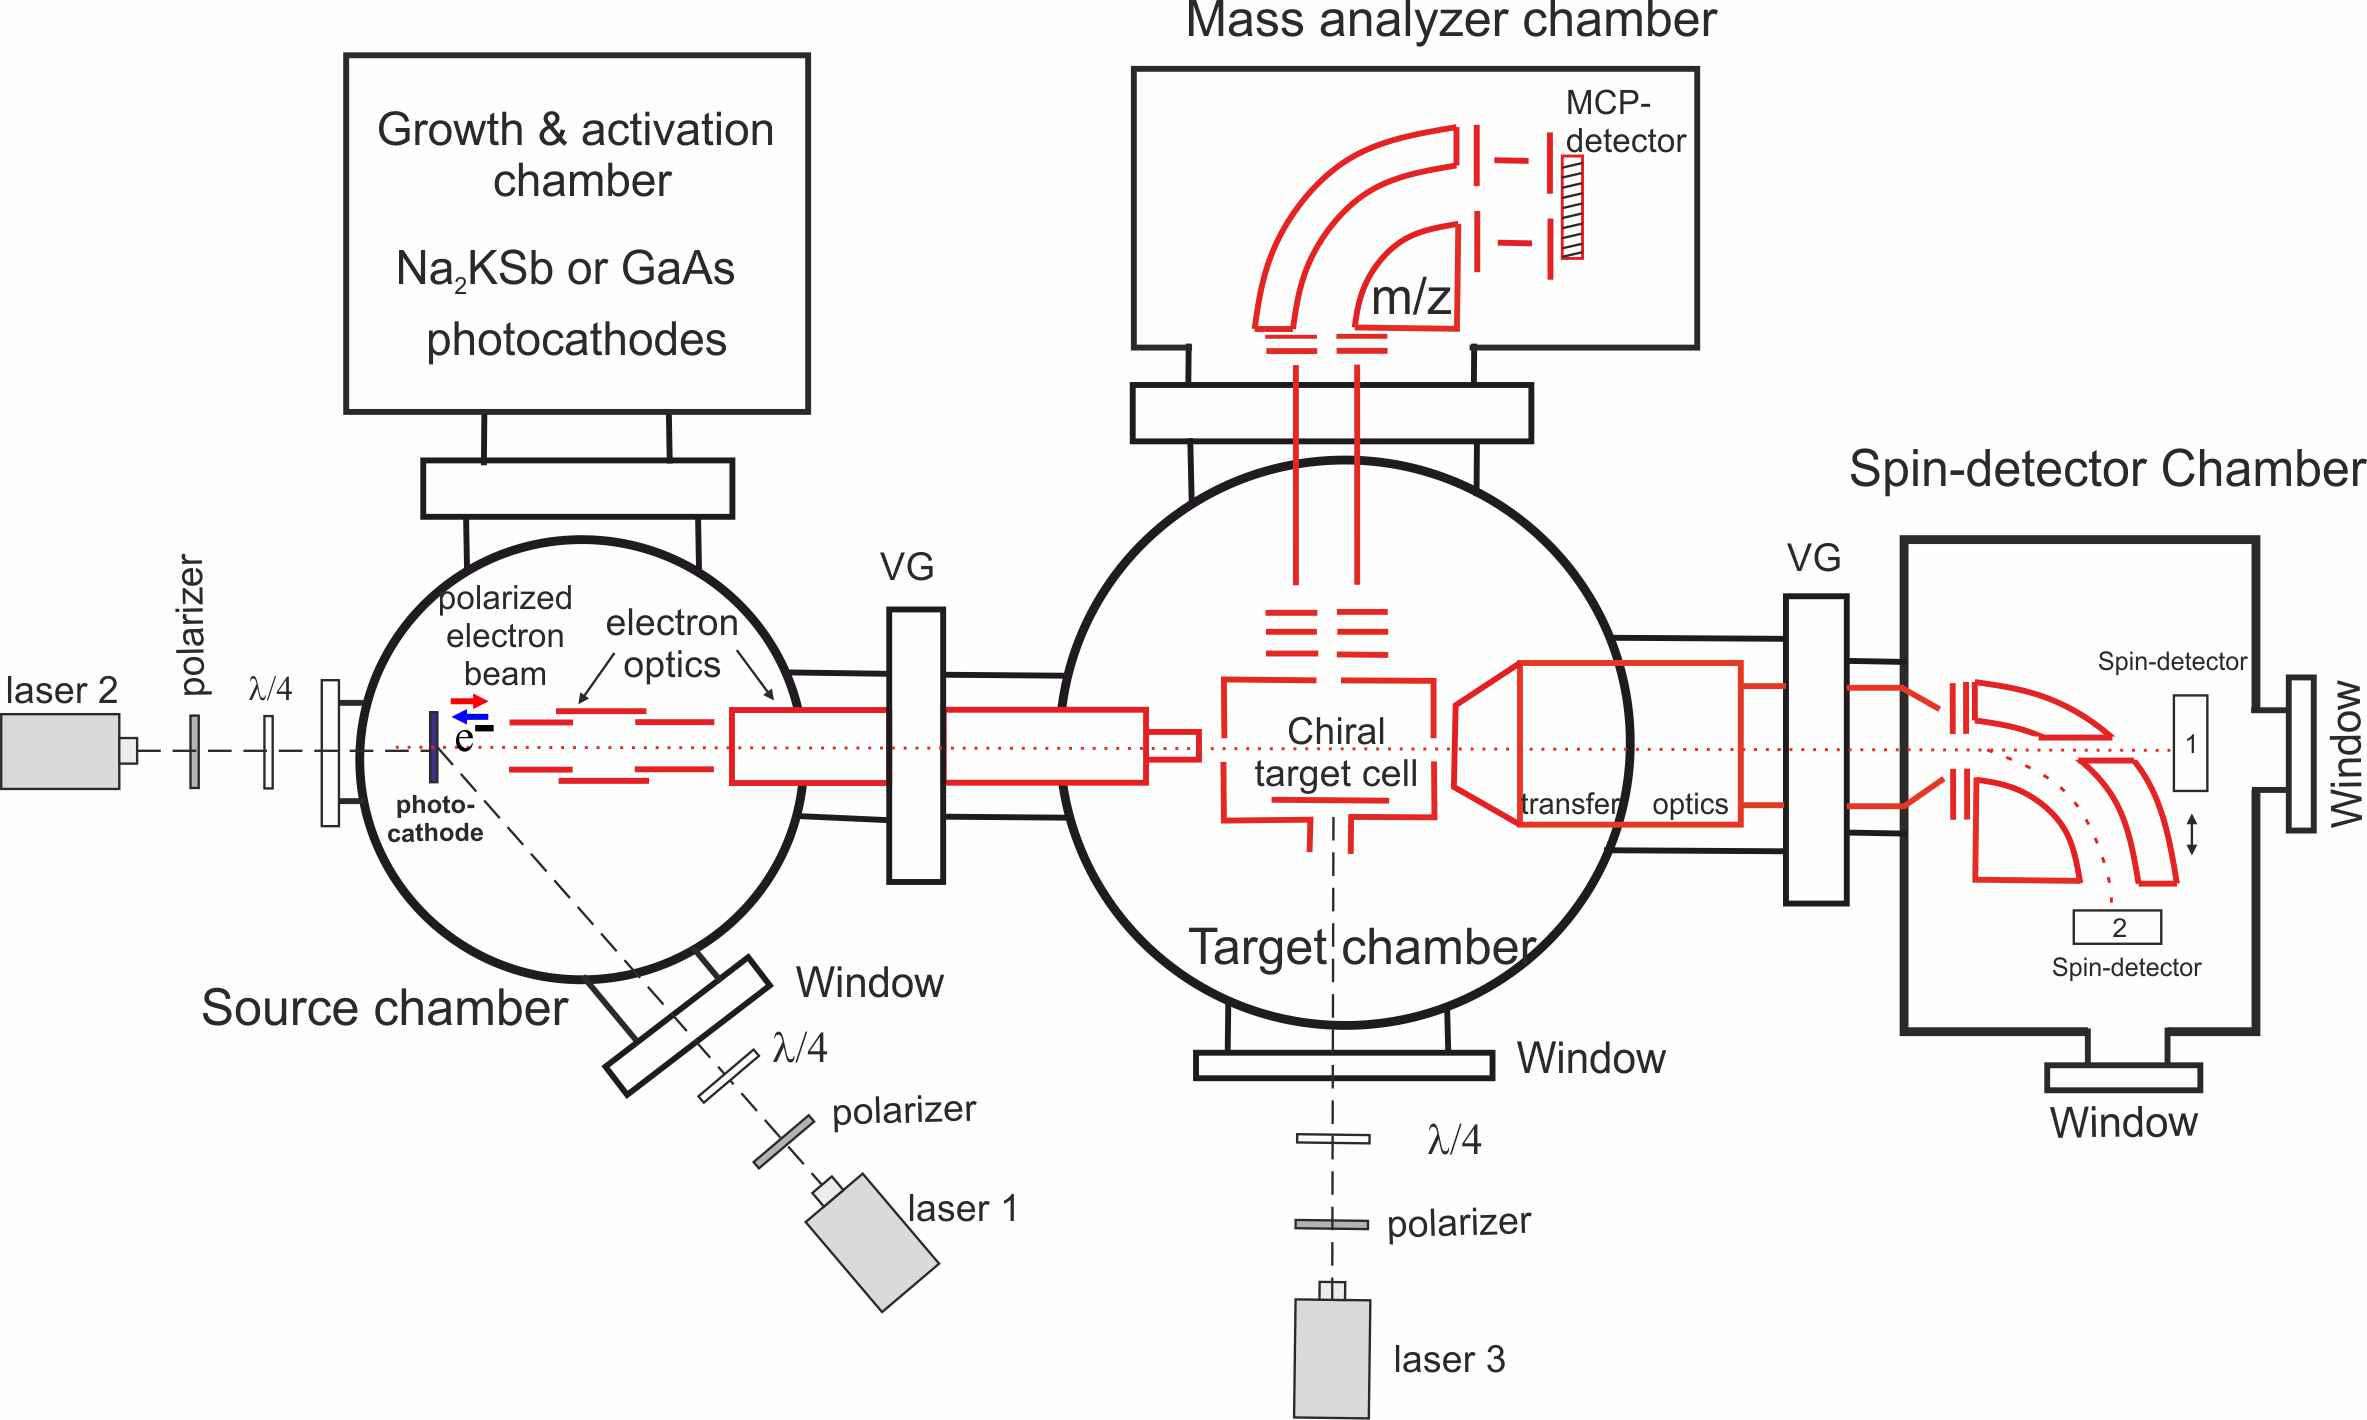 Mass analyzer chamber
Growth & activation
chamber
Na₂KSb or GaAs
photocathodes
MCP-
detector
m/z
Spin-detector Chamber
VG
VG
polarizer
laser 2
λ/4
polarized
electron
beam
electron
optics
e⁻
photo-
cathode
Chiral
target cell
transfer optics
Spin-detector
1
2
Spin-detector
Window
Target chamber
Source chamber
Window
λ/4
polarizer
laser 1
Window
λ/4
polarizer
laser 3
Window